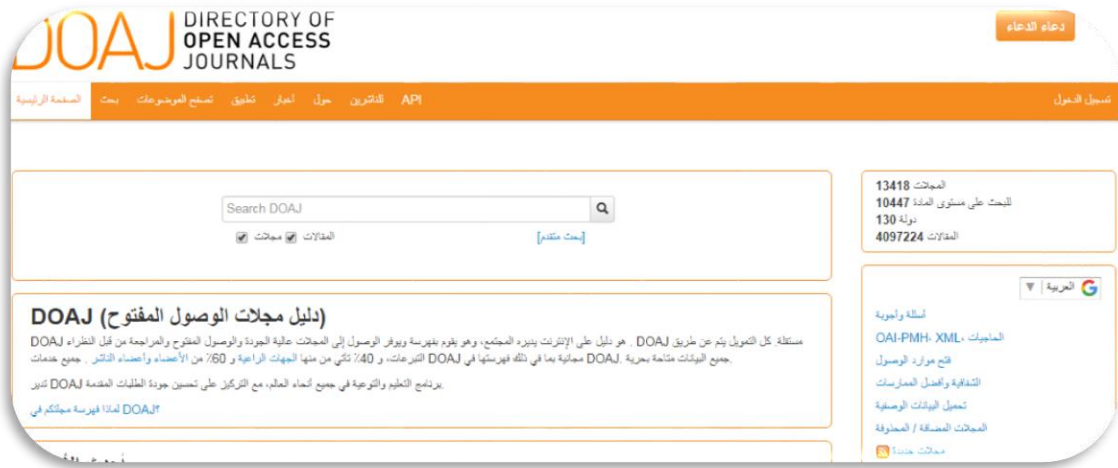 DOAJ DIRECTORY OF
OPEN ACCESS
JOURNALS
دعاء الدعاء
الصفحة الرئيسية بحث تصفح الموضوعات تطبيق أخبار حول للناشرين API
تسجيل الدخول
Search DOAJ
المقالات مجلات
[بحث متقدم]
المجلات 13418
للبحث على مستوى المادة 10447
دولة 130
المقالات 4097224
العربية
أسئلة وأجوبة
الحاجيات، OAI-PMH، XML
فتح موارد الوصول
الشفافية وأفضل الممارسات
تحميل البيانات الوصفية
المجلات المضافة / المحذوفة
مجلات جديدة
DOAJ (دليل مجلات الوصول المفتوح)
DOAJ هو دليل على الإنترنت يديره المجتمع، وهو يقوم بفهرسة ويوفر الوصول إلى المجلات عالية الجودة والوصول المفتوح والمراجعة من قبل النظراء . DOAJ مستقلة. كل التمويل يتم عن طريق
التبرعات، و 40٪ تأتي من منها الجهات الراعية و 60٪ من الأعضاء وأعضاء الناشر . جميع خدمات DOAJ مجانية بما في ذلك فهرستها في DOAJ. جميع البيانات متاحة بحرية.
تدير DOAJ برنامج التعليم والتوعية في جميع أنحاء العالم، مع التركيز على تحسين جودة الطلبات المقدمة.
لماذا فهرسة مجلتكم في DOAJ؟